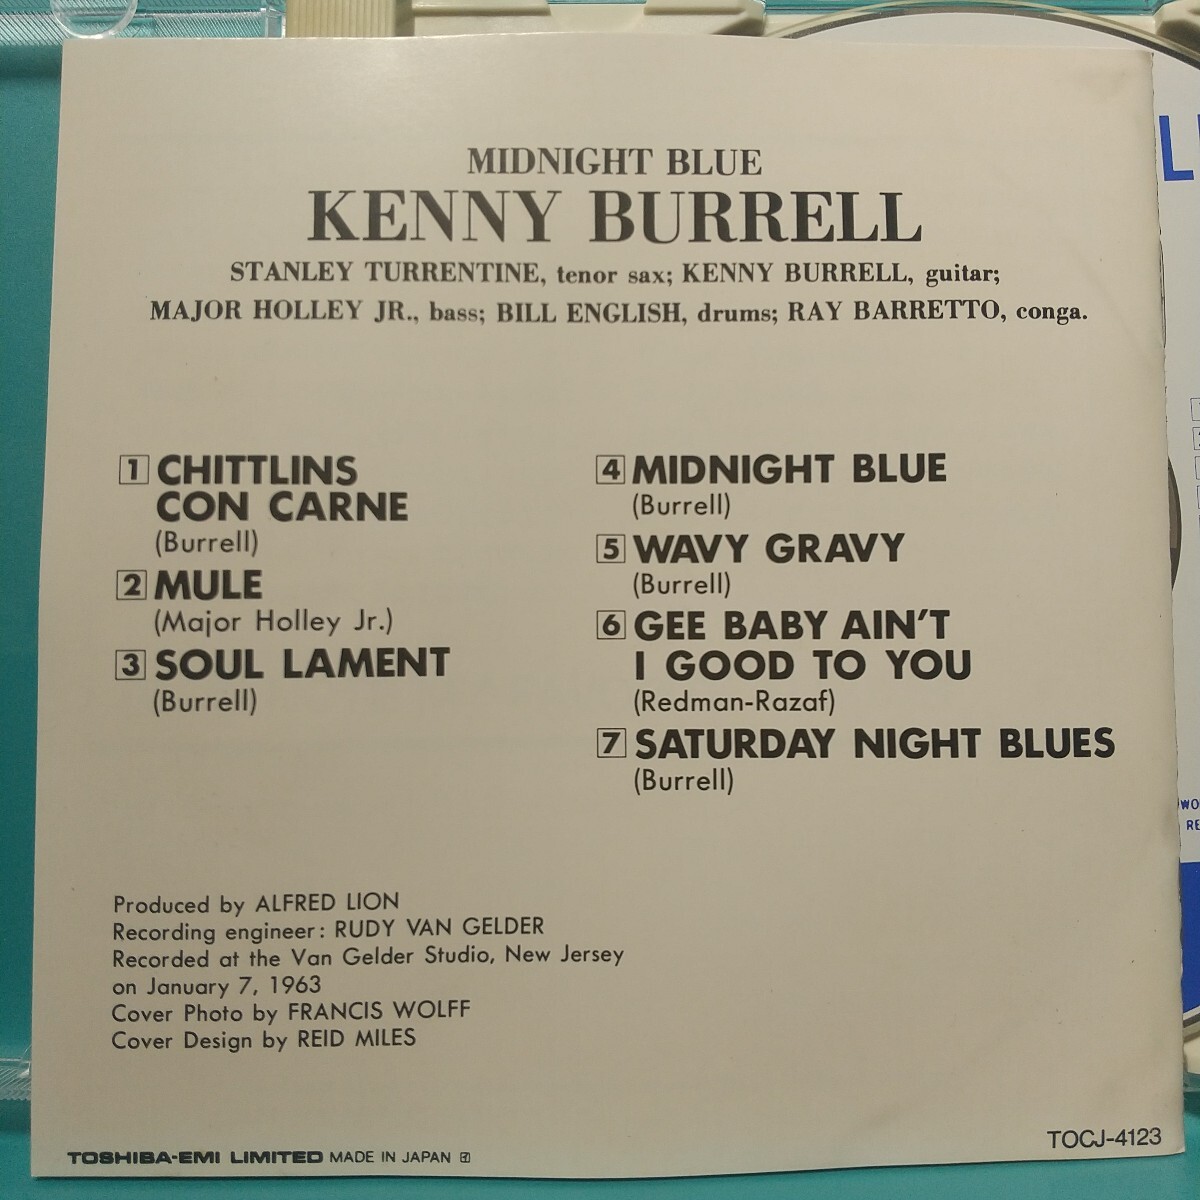 MIDNIGHT BLUE
KENNY BURRELL
STANLEY TURRENTINE, tenor sax; KENNY BURRELL, guitar;
MAJOR HOLLEY JR., bass; BILL ENGLISH, drums; RAY BARRETTO, conga.
1 CHITTLINS
CON CARNE
(Burrell)
2 MULE
(Major Holley Jr.)
3 SOUL LAMENT
(Burrell)
4 MIDNIGHT BLUE
(Burrell)
5 WAVY GRAVY
(Burrell)
6 GEE BABY AIN'T
I GOOD TO YOU
(Redman-Razaf)
7 SATURDAY NIGHT BLUES
(Burrell)
Produced by ALFRED LION
Recording engineer: RUDY VAN GELDER
Recorded at the Van Gelder Studio, New Jersey
on January 7, 1963
Cover Photo by FRANCIS WOLFF
Cover Design by REID MILES
TOSHIBA-EMI LIMITED MADE IN JAPAN
TOCJ-4123